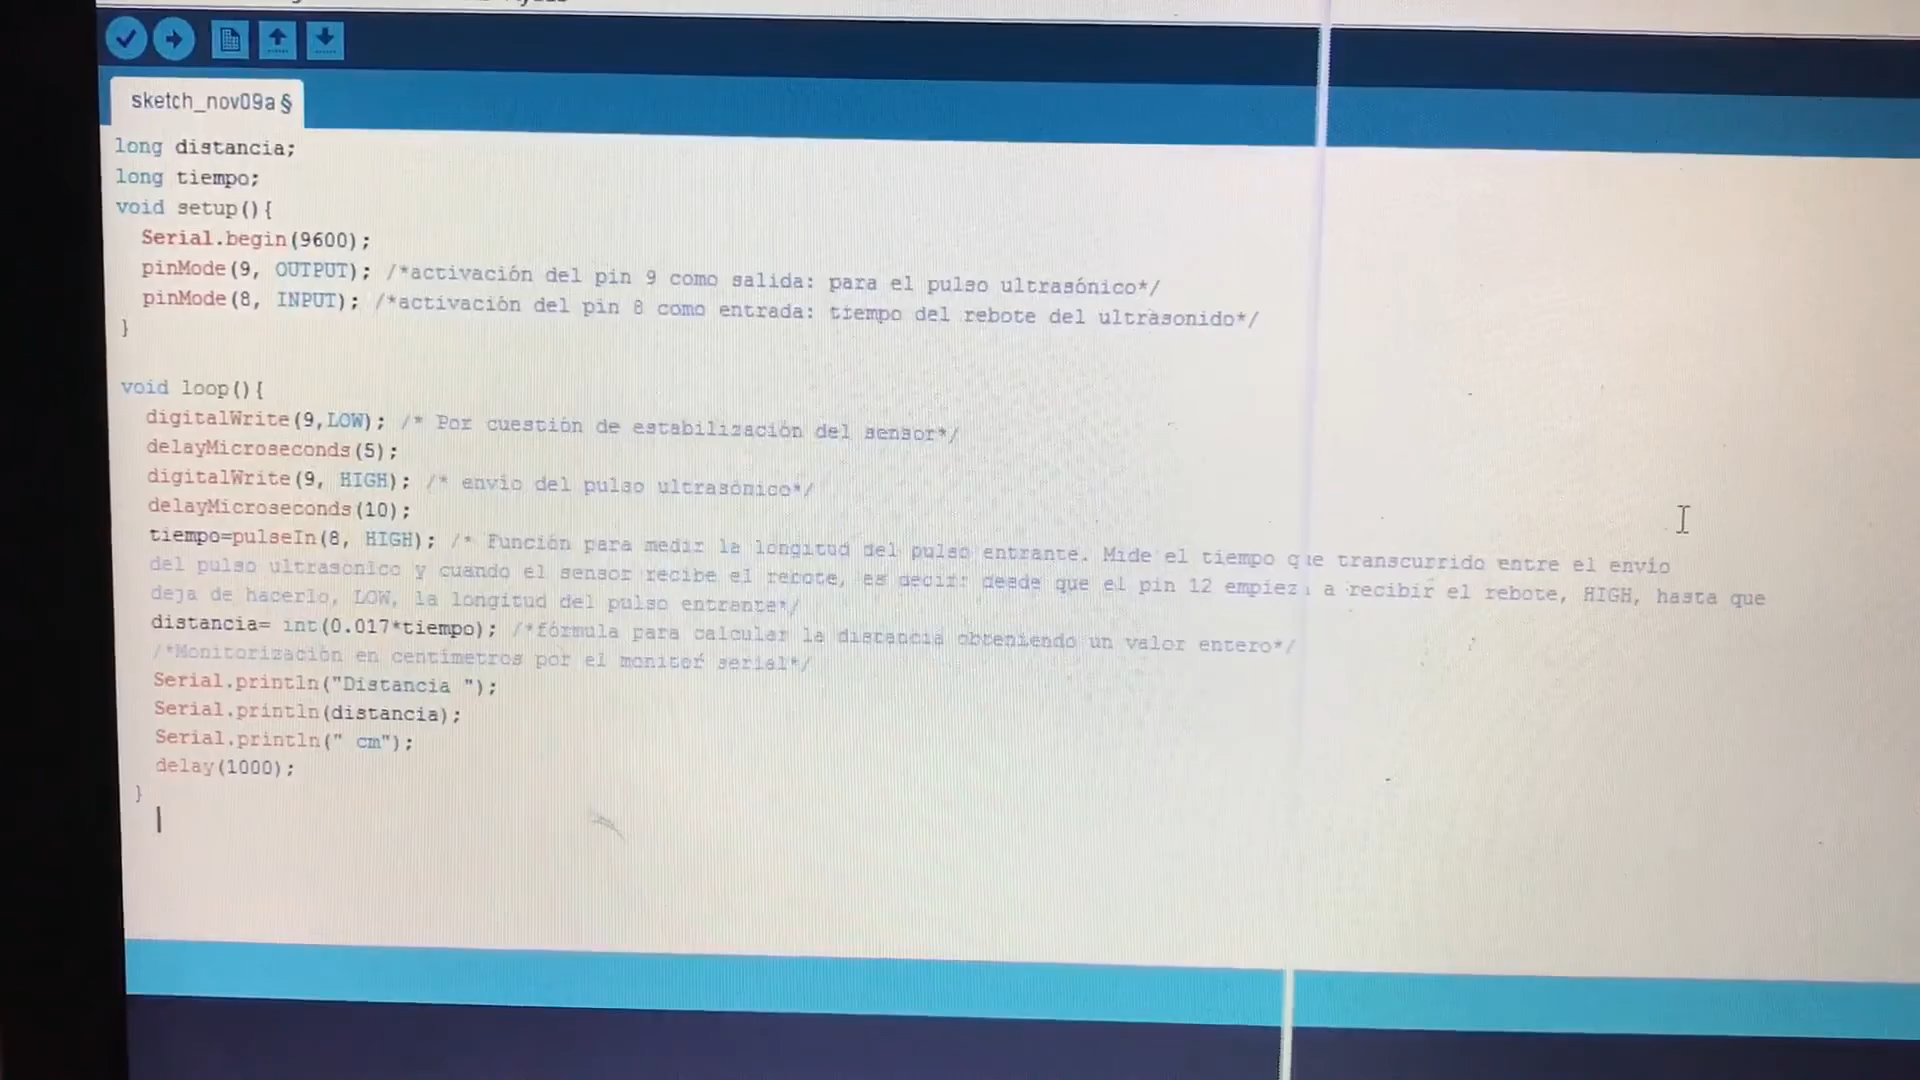 sketch_nov09a §
long distancia;
long tiempo;
void setup(){
Serial.begin(9600);
pinMode(9, OUTPUT); /*activación del pin 9 como salida: para el pulso ultrasónico*/
pinMode(8, INPUT); /*activación del pin 8 como entrada: tiempo del rebote del ultrasonido*/
}
void loop(){
digitalWrite(9,LOW); /* Por cuestión de estabilización del sensor*/
delayMicroseconds(5);
digitalWrite(9, HIGH); /* envío del pulso ultrasónico*/
delayMicroseconds(10);
tiempo=pulseIn(8, HIGH); /* Función para medir la longitud del pulso entrante. Mide el tiempo que transcurrido entre el envío
del pulso ultrasónico y cuando el sensor recibe el rebote, es decir: desde que el pin 12 empieza a recibir el rebote, HIGH, hasta que
deja de hacerlo, LOW, la longitud del pulso entrante*/
distancia= int(0.017*tiempo); /*fórmula para calcular la distancia obteniendo un valor entero*/
/*Monitorización en centímetros por el monitor serial*/
Serial.println("Distancia ");
Serial.println(distancia);
Serial.println(" cm");
delay(1000);
}